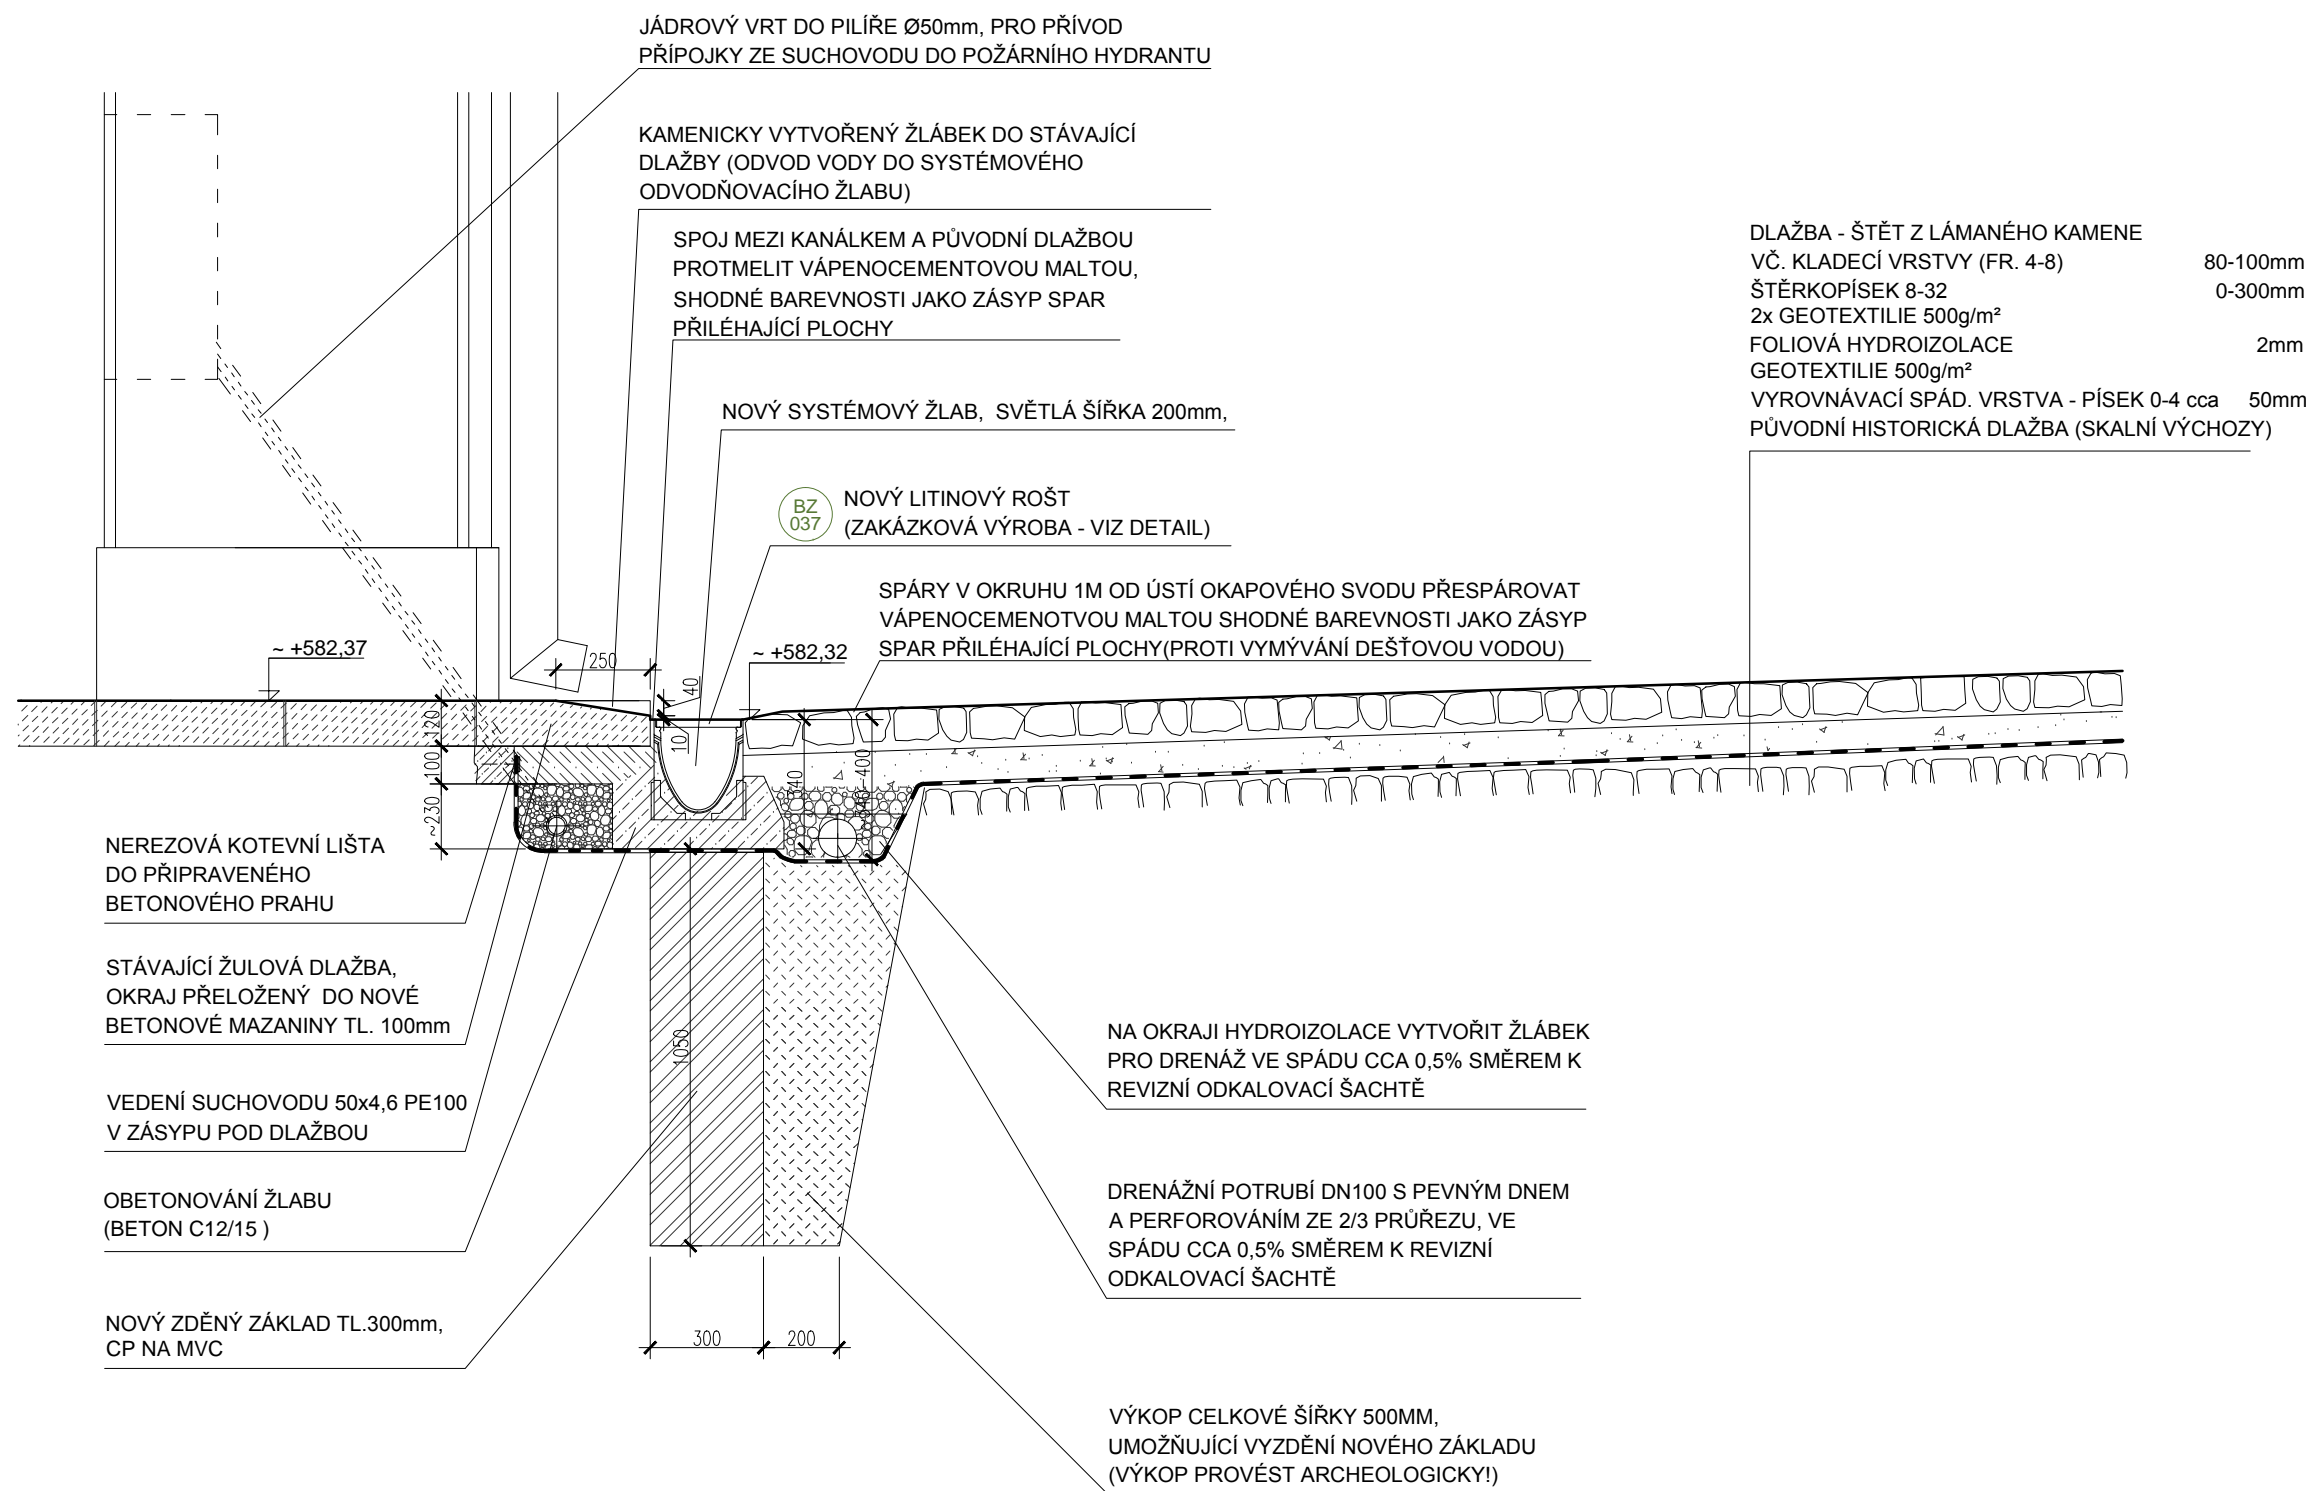 JÁDROVÝ VRT DO PILÍŘE Ø50mm, PRO PŘÍVOD
PŘÍPOJKY ZE SUCHOVODU DO POŽÁRNÍHO HYDRANTU
KAMENICKY VYTVOŘENÝ ŽLÁBEK DO STÁVAJÍCÍ
DLAŽBY (ODVOD VODY DO SYSTÉMOVÉHO
ODVODŇOVACÍHO ŽLABU)
SPOJ MEZI KANÁLKEM A PŮVODNÍ DLAŽBOU
PROTMELIT VÁPENOCEMENTOVOU MALTOU,
SHODNÉ BAREVNOSTI JAKO ZÁSYP SPAR
PŘILÉHAJÍCÍ PLOCHY
DLAŽBA - ŠTĚT Z LÁMANÉHO KAMENE
VČ. KLADECÍ VRSTVY (FR. 4-8) 80-100mm
ŠTĚRKOPÍSEK 8-32 0-300mm
2x GEOTEXTILIE 500g/m²
FOLIOVÁ HYDROIZOLACE 2mm
GEOTEXTILIE 500g/m²
VYROVNÁVACÍ SPÁD. VRSTVA - PÍSEK 0-4 cca 50mm
PŮVODNÍ HISTORICKÁ DLAŽBA (SKALNÍ VÝCHOZY)
NOVÝ SYSTÉMOVÝ ŽLAB, SVĚTLÁ ŠÍŘKA 200mm,
BZ
037
NOVÝ LITINOVÝ ROŠT
(ZAKÁZKOVÁ VÝROBA - VIZ DETAIL)
SPÁRY V OKRUHU 1M OD ÚSTÍ OKAPOVÉHO SVODU PŘESPÁROVAT
VÁPENOCEMENOTVOU MALTOU SHODNÉ BAREVNOSTI JAKO ZÁSYP
SPAR PŘILÉHAJÍCÍ PLOCHY(PROTI VYMÝVÁNÍ DEŠŤOVOU VODOU)
~ +582,37
250
~ +582,32
40
10
120
100
~230
340
340-400
NEREZOVÁ KOTEVNÍ LIŠTA
DO PŘIPRAVENÉHO
BETONOVÉHO PRAHU
STÁVAJÍCÍ ŽULOVÁ DLAŽBA,
OKRAJ PŘELOŽENÝ DO NOVÉ
BETONOVÉ MAZANINY TL. 100mm
VEDENÍ SUCHOVODU 50x4,6 PE100
V ZÁSYPU POD DLAŽBOU
OBETONOVÁNÍ ŽLABU
(BETON C12/15 )
NOVÝ ZDĚNÝ ZÁKLAD TL.300mm,
CP NA MVC
1050
300
200
NA OKRAJI HYDROIZOLACE VYTVOŘIT ŽLÁBEK
PRO DRENÁŽ VE SPÁDU CCA 0,5% SMĚREM K
REVIZNÍ ODKALOVACÍ ŠACHTĚ
DRENÁŽNÍ POTRUBÍ DN100 S PEVNÝM DNEM
A PERFOROVÁNÍM ZE 2/3 PRŮŘEZU, VE
SPÁDU CCA 0,5% SMĚREM K REVIZNÍ
ODKALOVACÍ ŠACHTĚ
VÝKOP CELKOVÉ ŠÍŘKY 500MM,
UMOŽŇUJÍCÍ VYZDĚNÍ NOVÉHO ZÁKLADU
(VÝKOP PROVÉST ARCHEOLOGICKY!)